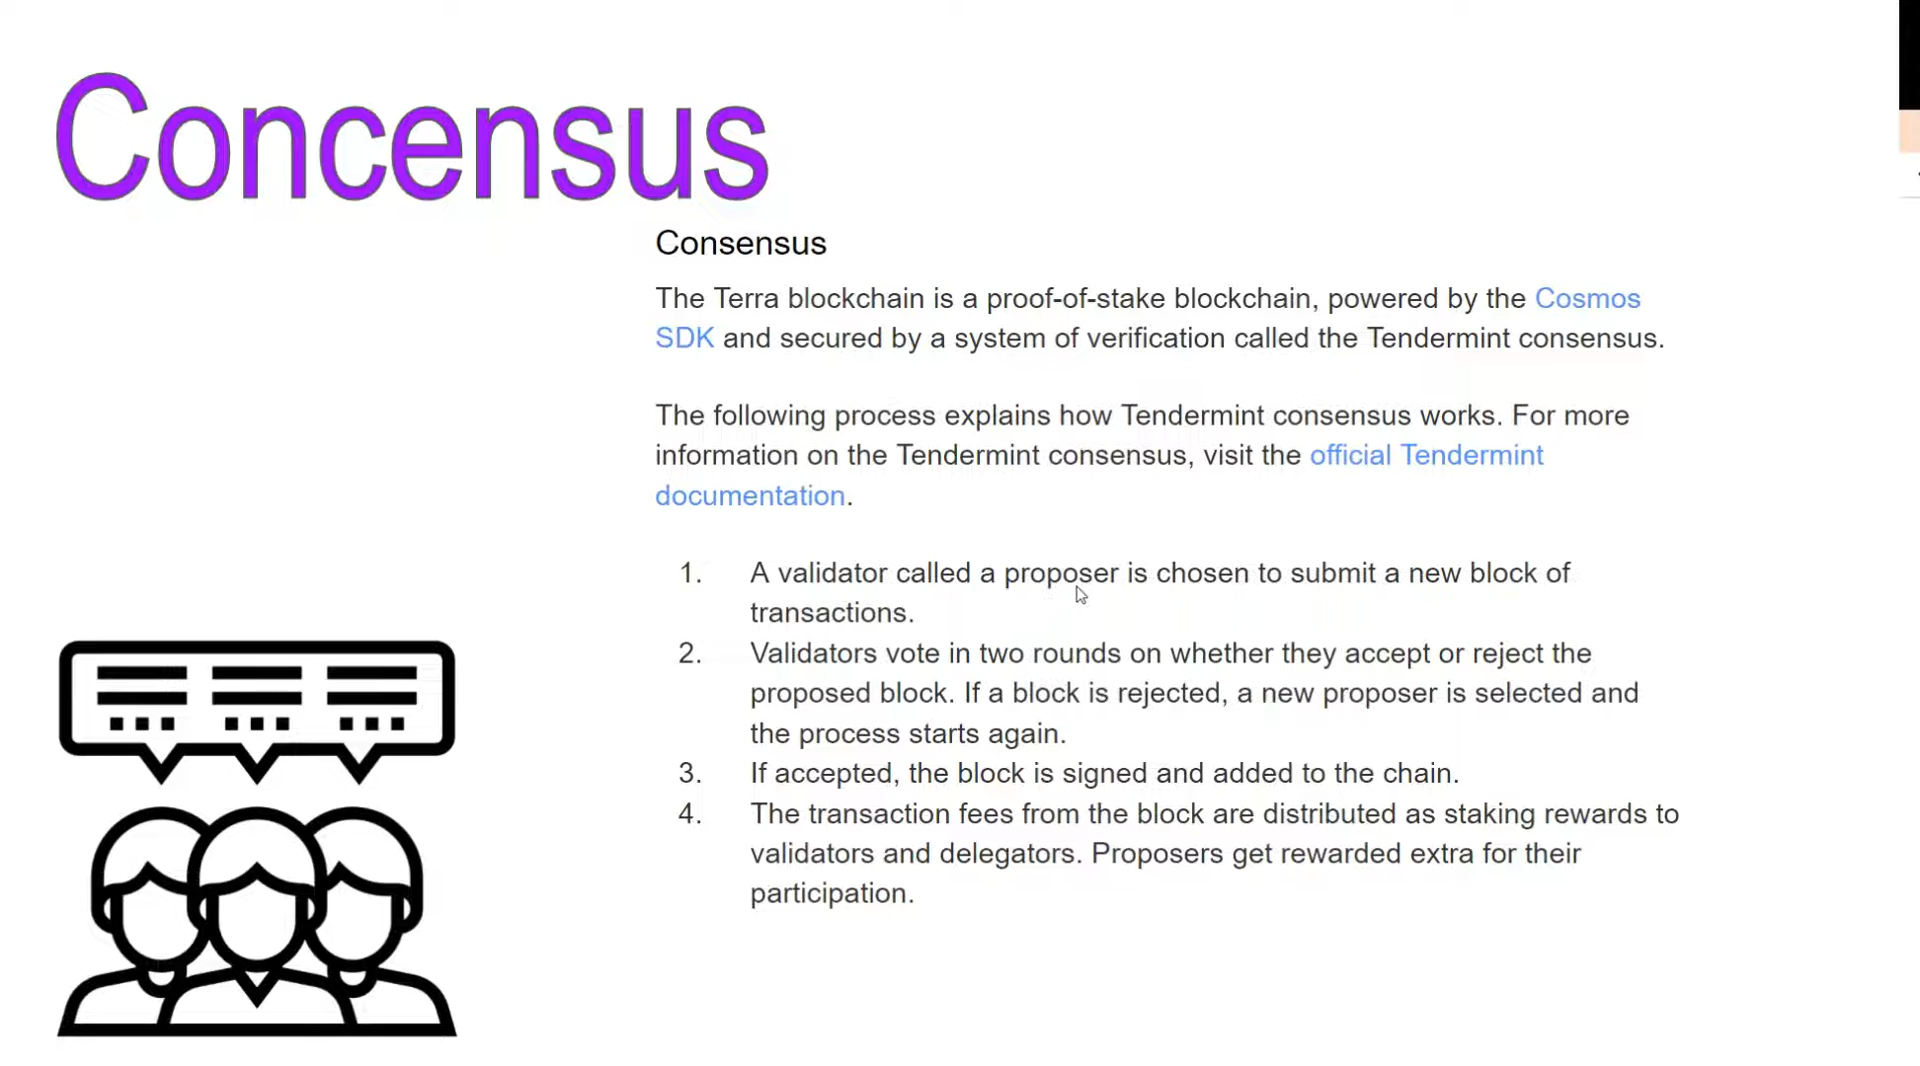 Concensus
Consensus
The Terra blockchain is a proof-of-stake blockchain, powered by the Cosmos
SDK and secured by a system of verification called the Tendermint consensus.
The following process explains how Tendermint consensus works. For more
information on the Tendermint consensus, visit the official Tendermint
documentation.
1. A validator called a proposer is chosen to submit a new block of
transactions.
2. Validators vote in two rounds on whether they accept or reject the
proposed block. If a block is rejected, a new proposer is selected and
the process starts again.
3. If accepted, the block is signed and added to the chain.
4. The transaction fees from the block are distributed as staking rewards to
validators and delegators. Proposers get rewarded extra for their
participation.